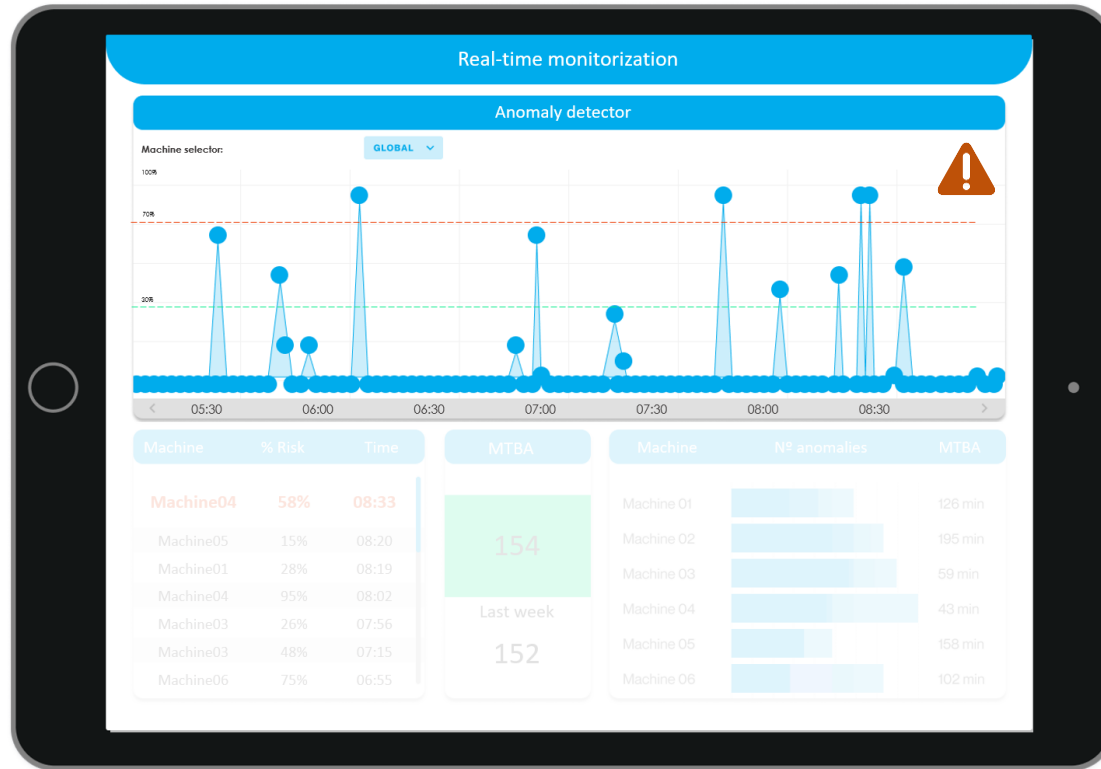 Real-time monitorization
Anomaly detector
Machine selector:
GLOBAL
100%
70%
30%
05:30 06:00 06:30 07:00 07:30 08:00 08:30
Machine % Risk Time
Machine04 58% 08:33
Machine05 15% 08:20
Machine01 28% 08:19
Machine04 95% 08:02
Machine03 26% 07:56
Machine03 48% 07:15
Machine06 75% 06:55
MTBA
154
Last week
152
Machine Nº anomalies MTBA
Machine 01 126 min
Machine 02 195 min
Machine 03 59 min
Machine 04 43 min
Machine 05 158 min
Machine 06 102 min